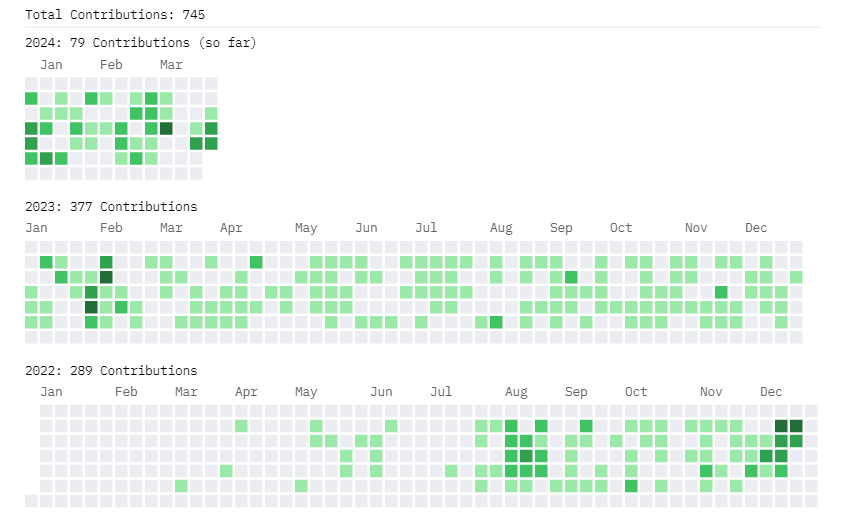 Total Contributions: 745
2024: 79 Contributions (so far)
Jan Feb Mar
2023: 377 Contributions
Jan Feb Mar Apr May Jun Jul Aug Sep Oct Nov Dec
2022: 289 Contributions
Jan Feb Mar Apr May Jun Jul Aug Sep Oct Nov Dec